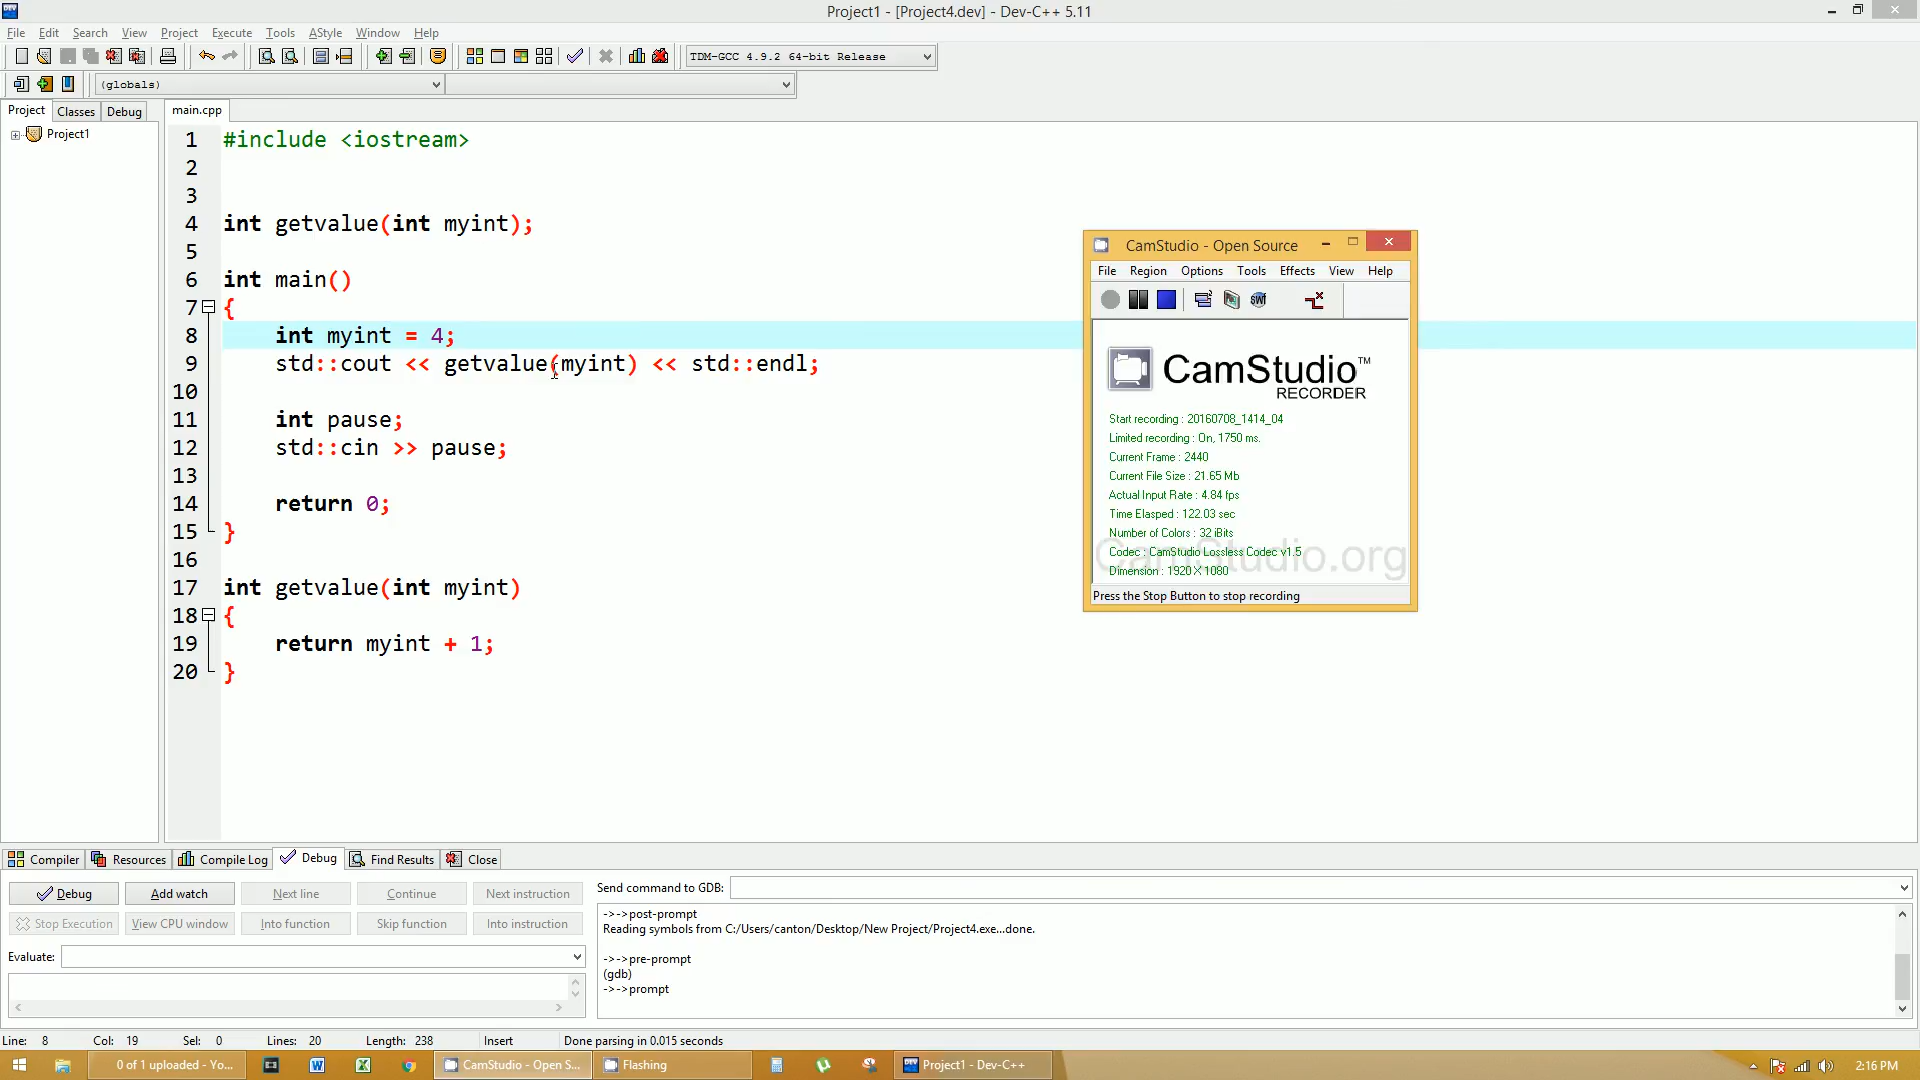 Project1 - [Project4.dev] - Dev-C++ 5.11
File Edit Search View Project Execute Tools AStyle Window Help
TDM-GCC 4.9.2 64-bit Release
(globals)
Project Classes Debug
main.cpp
Project1
1 #include <iostream>
2
3
4 int getvalue(int myint);
5
6 int main()
7 {
8 int myint = 4;
9 std::cout << getvalue(myint) << std::endl;
10
11 int pause;
12 std::cin >> pause;
13
14 return 0;
15 }
16
17 int getvalue(int myint)
18 {
19 return myint + 1;
20 }
CamStudio - Open Source
File Region Options Tools Effects View Help
SWf
CamStudio™
RECORDER
Start recording : 20160708_1414_04
Limited recording : On, 1750 ms.
Current Frame : 2440
Current File Size : 21.65 Mb
Actual Input Rate : 4.84 fps
Time Elasped : 122.03 sec
Number of Colors : 32 iBits
Codec : CamStudio Lossless Codec v1.5
Dimension : 1920 X 1080
CamStudio.org
Press the Stop Button to stop recording
Compiler Resources Compile Log Debug Find Results Close
Debug Add watch Next line Continue Next instruction
Stop Execution View CPU window Into function Skip function Into instruction
Evaluate:
Send command to GDB:
->->post-prompt
Reading symbols from C:/Users/canton/Desktop/New Project/Project4.exe...done.
->->pre-prompt
(gdb)
->->prompt
Line: 8 Col: 19 Sel: 0 Lines: 20 Length: 238 Insert Done parsing in 0.015 seconds
0 of 1 uploaded - Yo... CamStudio - Open S... Flashing Project1 - Dev-C++ 2:16 PM